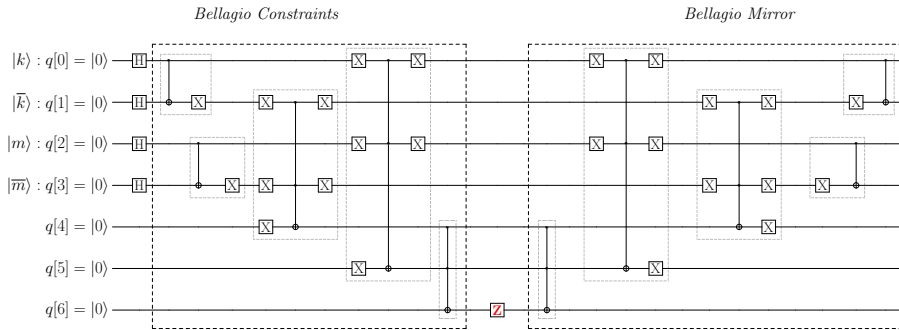 Bellagio Constraints Bellagio Mirror
|k⟩ : q[0] = |0⟩ H X X X X
|k̅⟩ : q[1] = |0⟩ H X X X X X X
|m⟩ : q[2] = |0⟩ H X X X X
|m̅⟩ : q[3] = |0⟩ H X X X X X X
q[4] = |0⟩ X X
q[5] = |0⟩ X X
q[6] = |0⟩ Z